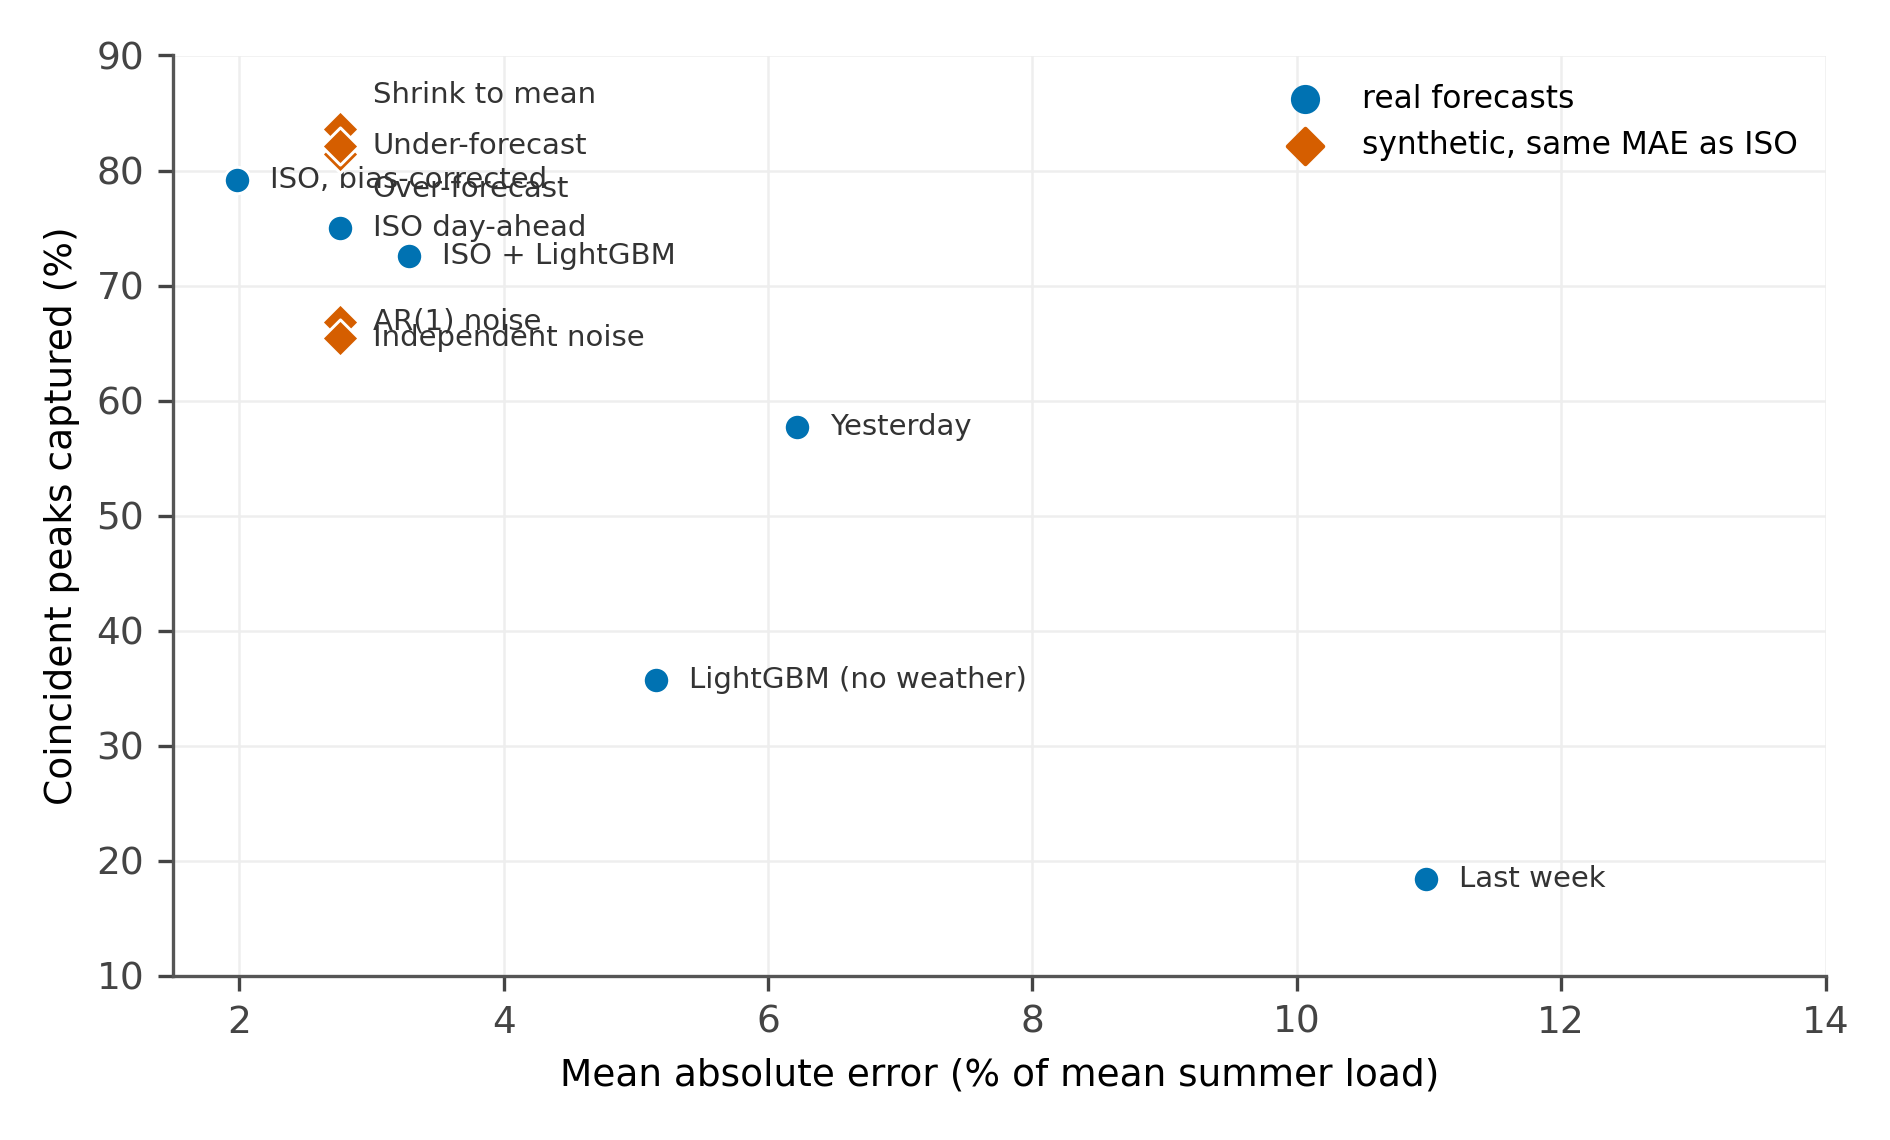 90
80
70
60
50
40
30
20
10
Coincident peaks captured (%)
Shrink to mean
Under-forecast
ISO, bias-corrected
Over-forecast
ISO day-ahead
ISO + LightGBM
AR(1) noise
Independent noise
Yesterday
LightGBM (no weather)
Last week
real forecasts
synthetic, same MAE as ISO
2 4 6 8 10 12 14
Mean absolute error (% of mean summer load)